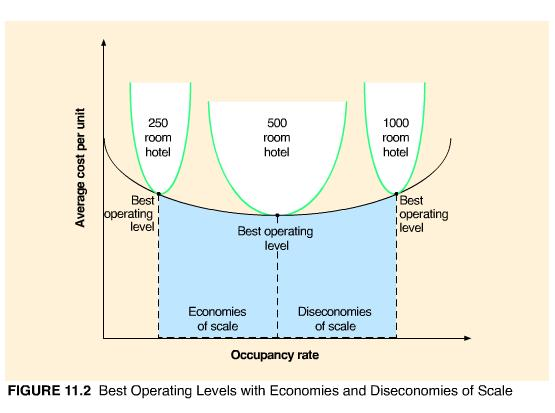 Average cost per unit
250
room
hotel
500
room
hotel
1000
room
hotel
Best
operating
level
Best operating
level
Best
operating
level
Economies
of scale
Diseconomies
of scale
Occupancy rate
FIGURE 11.2 Best Operating Levels with Economies and Diseconomies of Scale